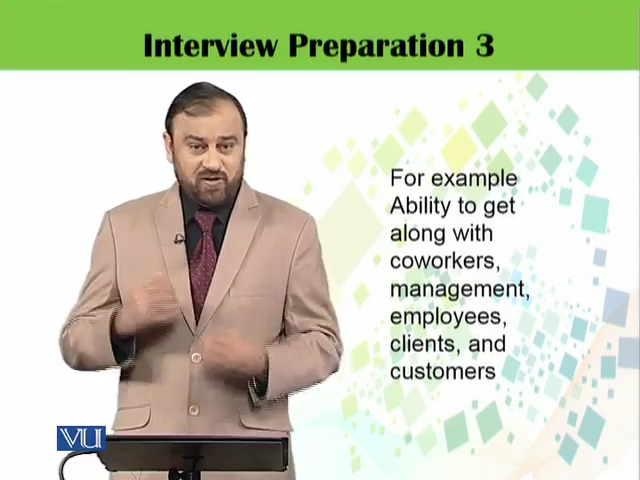 Interview Preparation 3
For example
Ability to get
along with
coworkers,
management,
employees,
clients, and
customers
VU